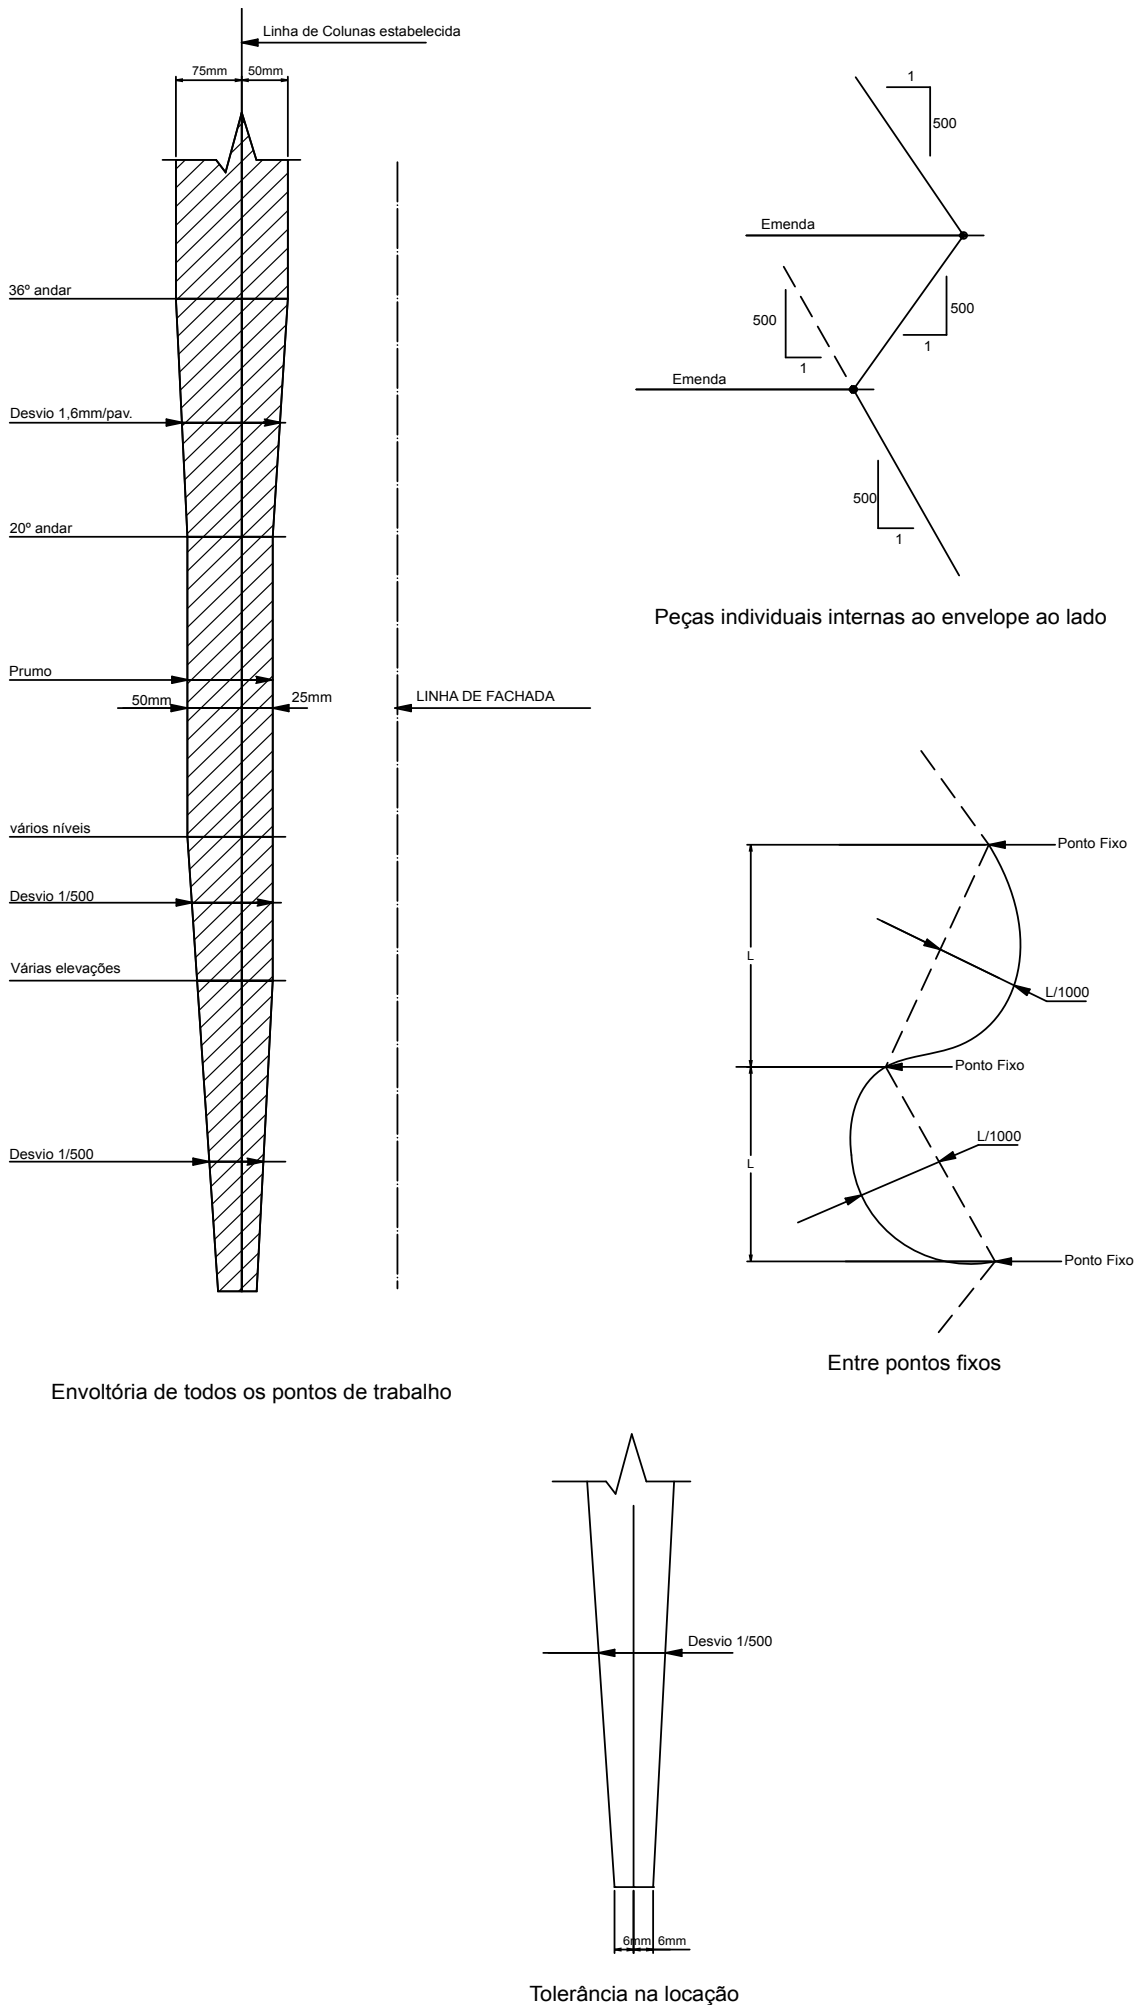 Linha de Colunas estabelecida
75mm
50mm
36º andar
Desvio 1,6mm/pav.
20º andar
Prumo
50mm
25mm
LINHA DE FACHADA
vários níveis
Desvio 1/500
Várias elevações
Desvio 1/500
Envoltória de todos os pontos de trabalho
1
500
Emenda
500
1
500
1
Emenda
500
1
Peças individuais internas ao envelope ao lado
Ponto Fixo
L
L/1000
Ponto Fixo
L/1000
L
Ponto Fixo
Entre pontos fixos
Desvio 1/500
6mm
6mm
Tolerância na locação